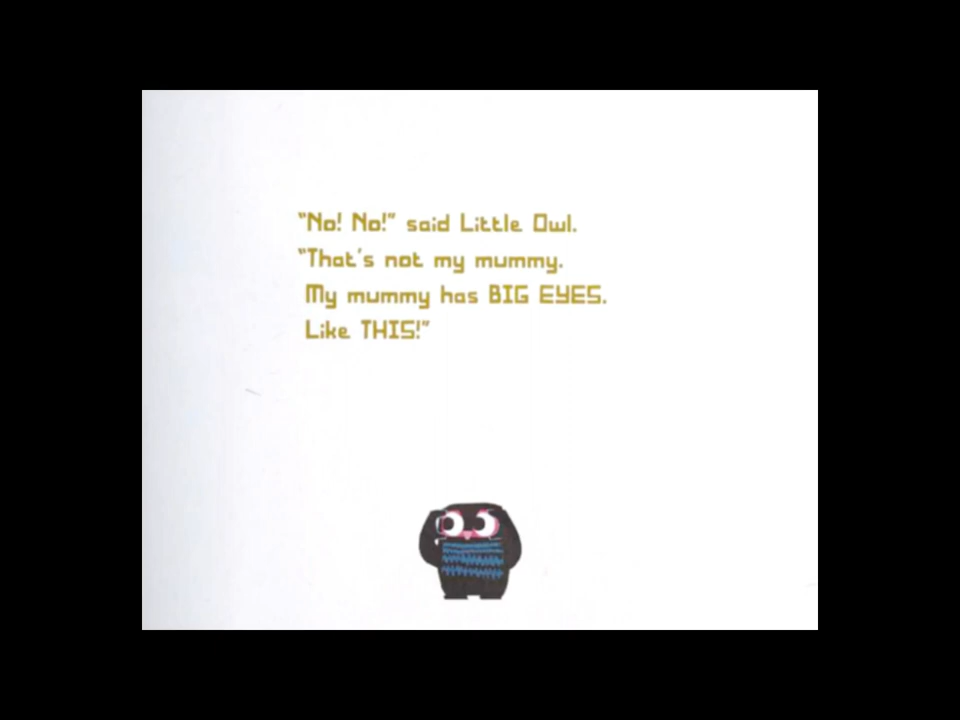 “No! No!” said Little Owl.
“That’s not my mummy.
My mummy has BIG EYES.
Like THIS!”